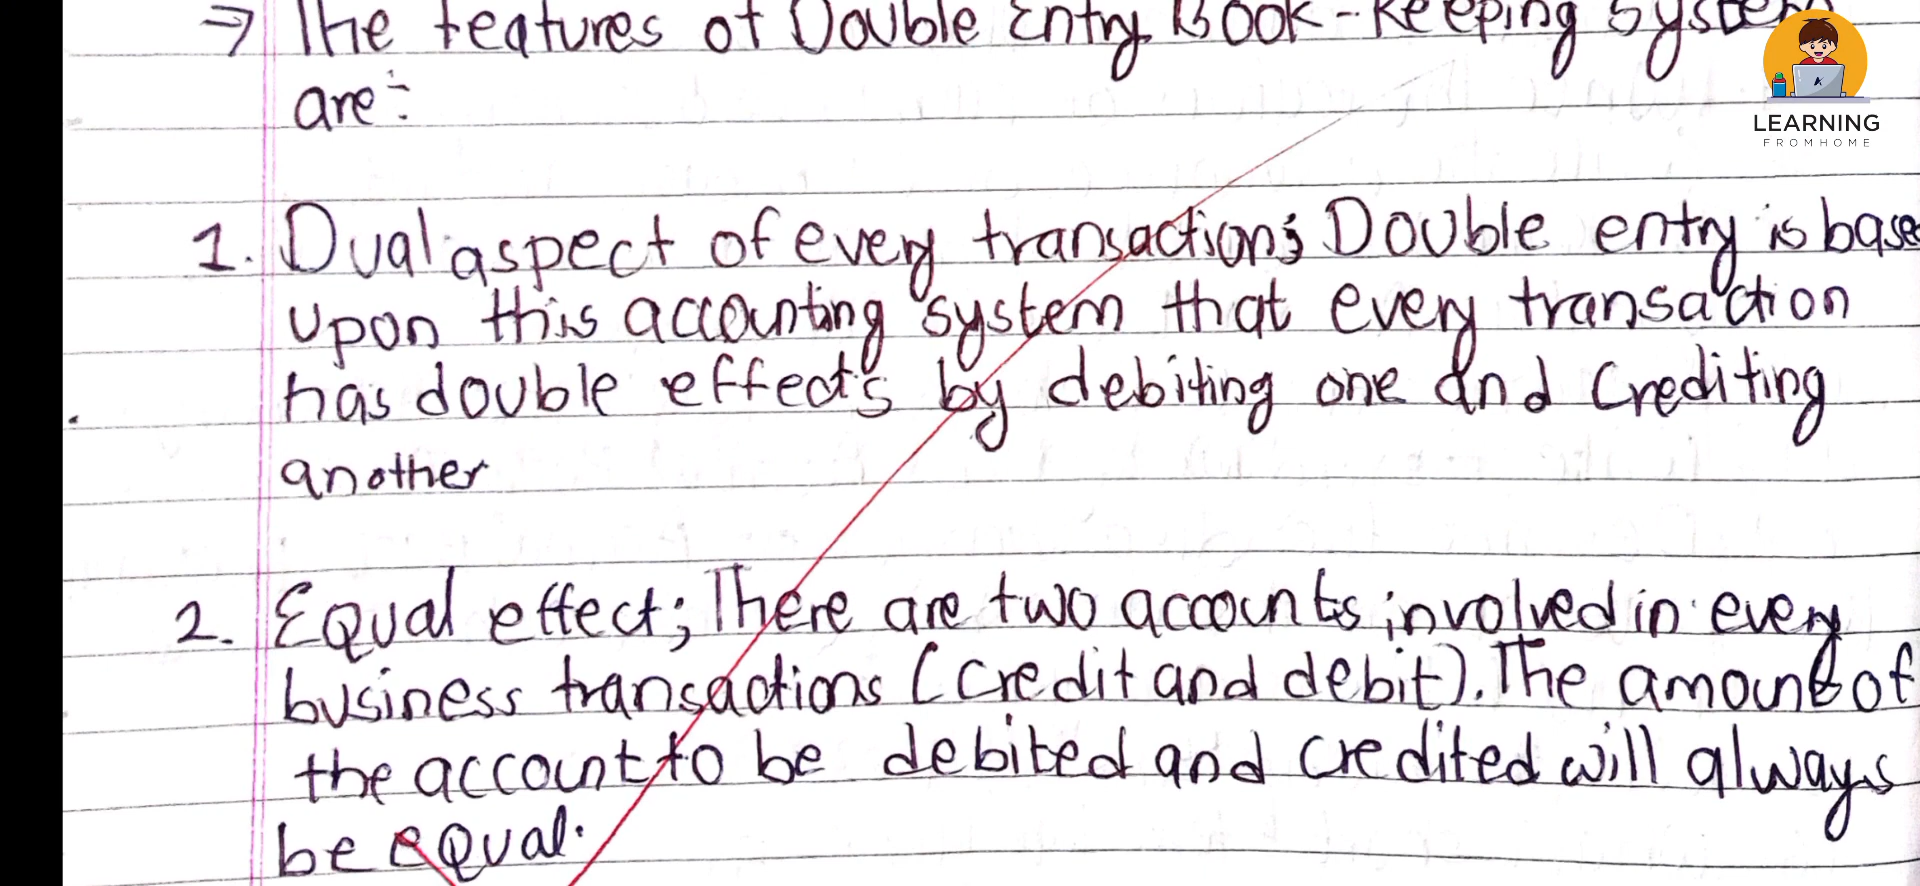 ⇒ The features of Double Entry Book-Keeping System
are:
1. Dual aspect of every transactions; Double entry is base
upon this accounting system that every transaction
has double effects by debiting one and crediting
another
2. Equal effect; There are two accounts involved in every
business transactions (credit and debit). The amount of
the account to be debited and credited will always
be equal.
LEARNING
FROMHOME